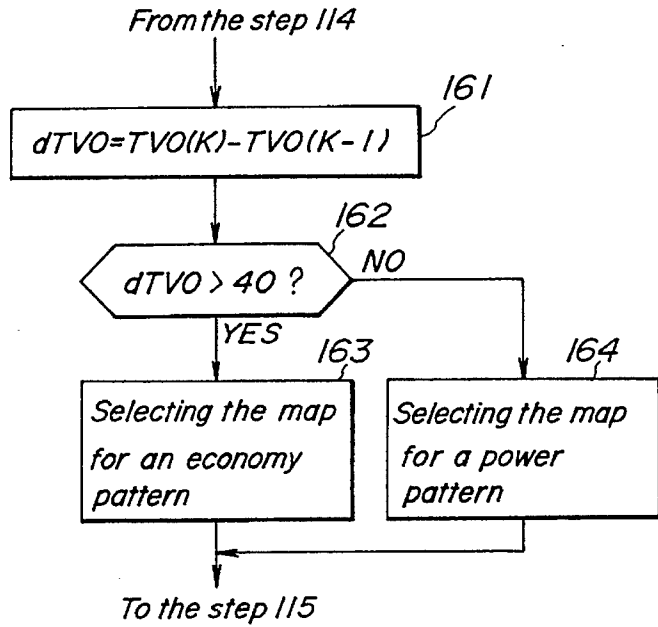 From the step 114
161
dTVO=TVO(K)-TVO(K-1)
162
dTVO > 40 ?
NO
YES
163
Selecting the map
for an economy
pattern
164
Selecting the map
for a power
pattern
To the step 115